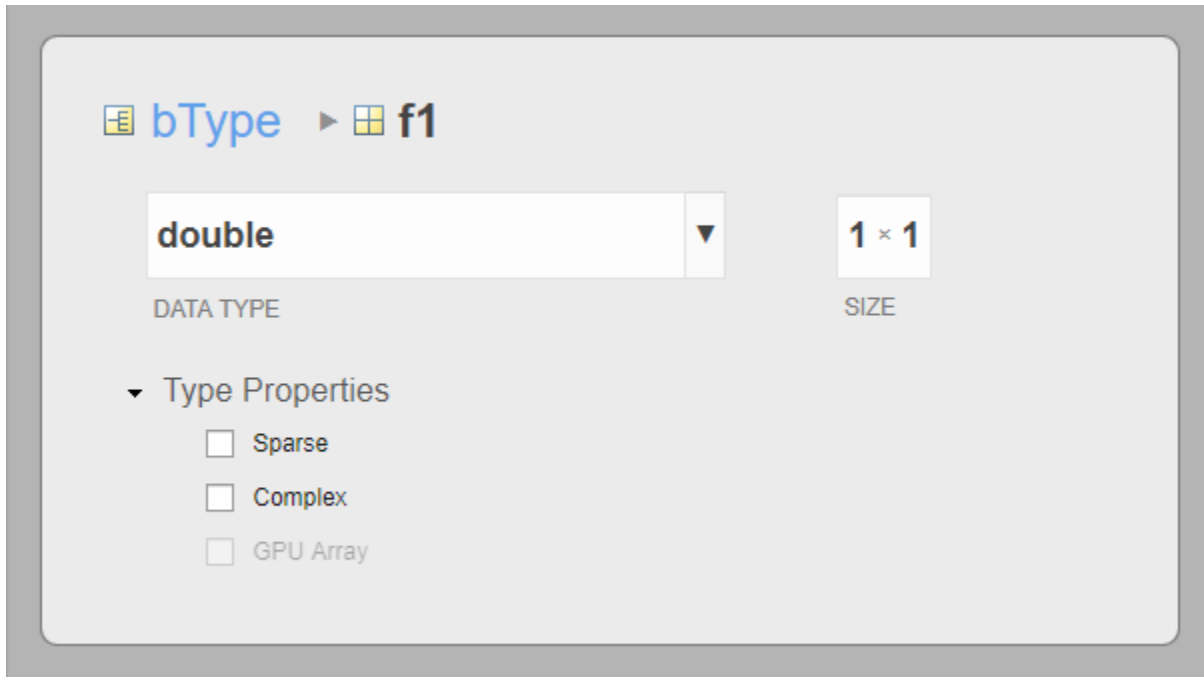 bType ▸ f1
double ▼ 1 × 1
DATA TYPE SIZE
Type Properties
Sparse
Complex
GPU Array